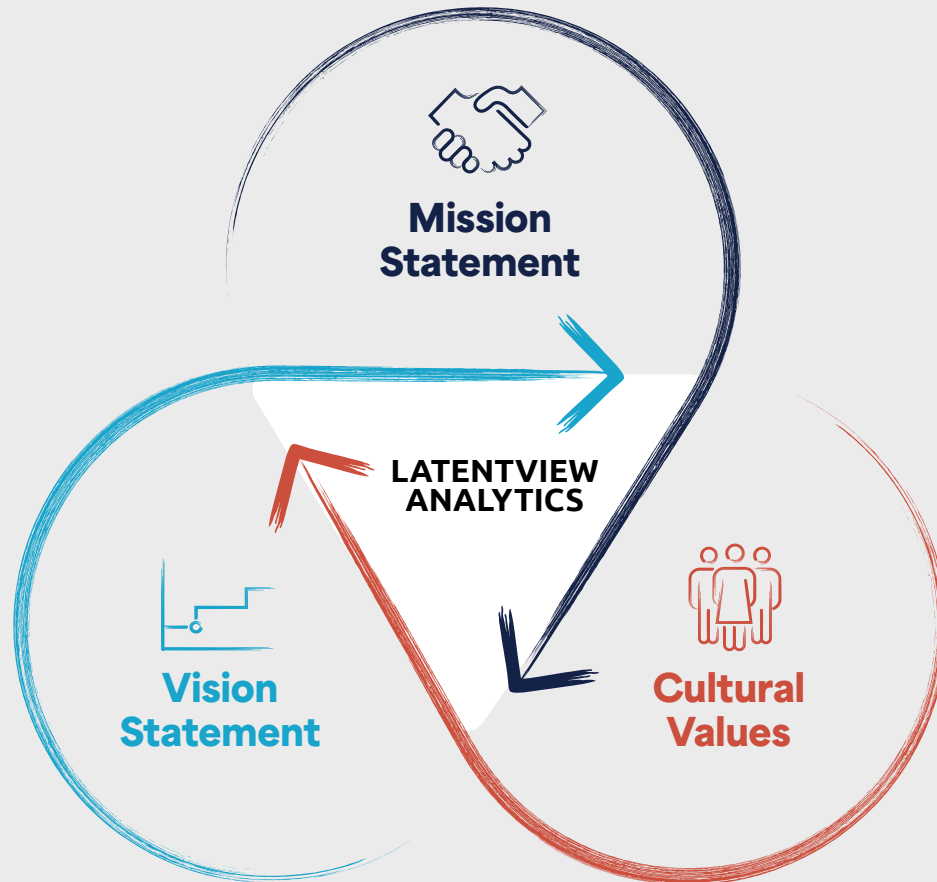 Mission
Statement
LATENTVIEW
ANALYTICS
Vision
Statement
Cultural
Values